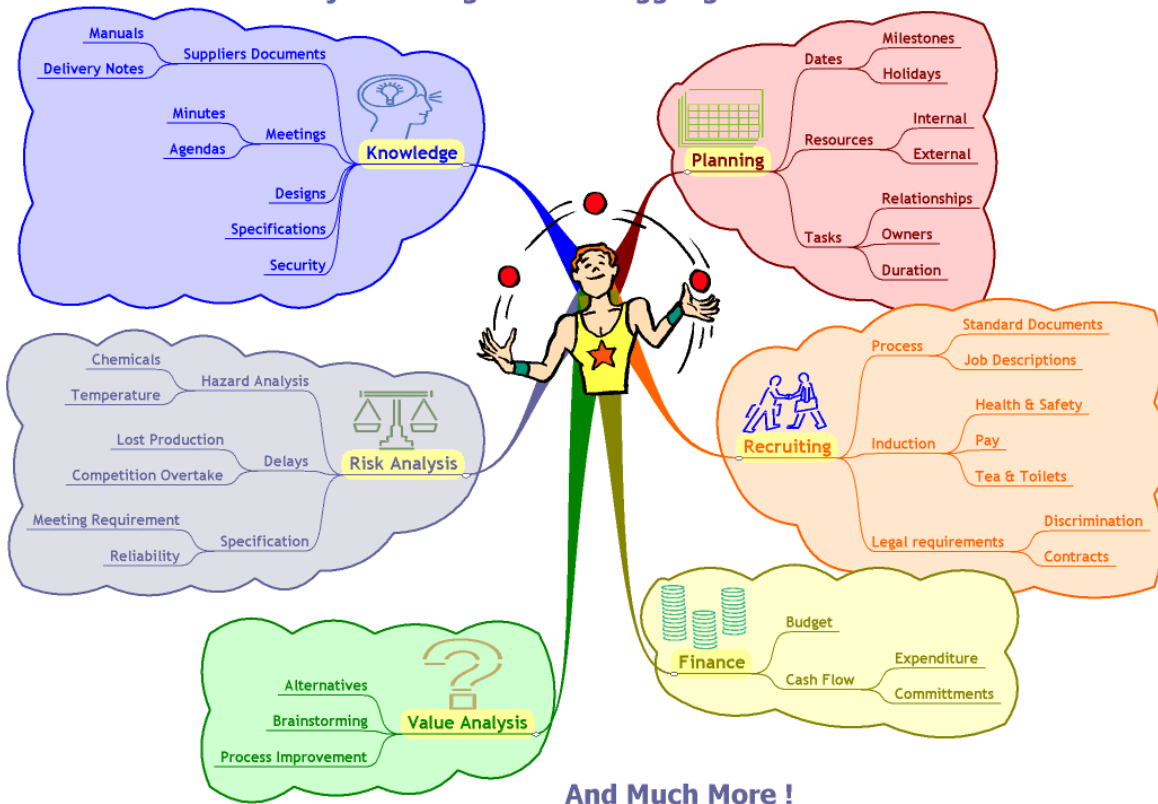 Manuals
Delivery Notes
Suppliers Documents
Minutes
Agendas
Meetings
Designs
Specifications
Security
Knowledge
Planning
Dates
Milestones
Holidays
Resources
Internal
External
Tasks
Relationships
Owners
Duration
Chemicals
Temperature
Hazard Analysis
Lost Production
Competition Overtake
Delays
Meeting Requirement
Reliability
Specification
Risk Analysis
Recruiting
Process
Standard Documents
Job Descriptions
Induction
Health & Safety
Pay
Tea & Toilets
Legal requirements
Discrimination
Contracts
Alternatives
Brainstorming
Process Improvement
Value Analysis
Finance
Budget
Cash Flow
Expenditure
Committments
And Much More !